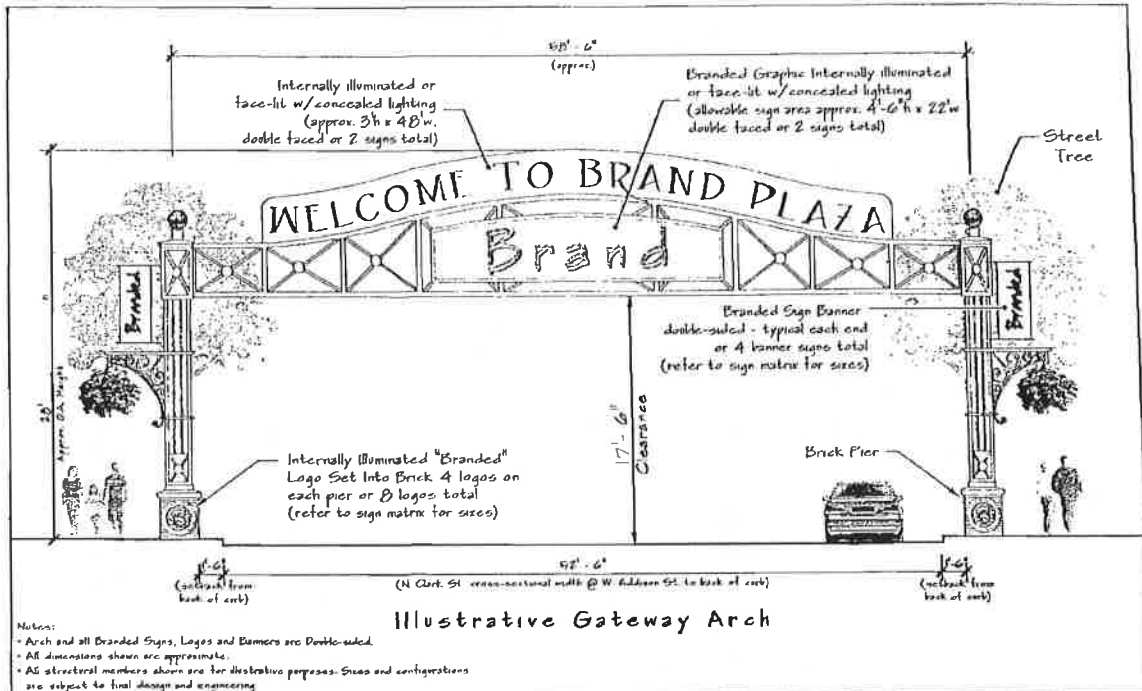 58'-6"
(approx.)
Internally illuminated or
face-lit w/concealed lighting
(approx. 3'h x 48'w.
double faced or 2 signs total)
Branded Graphic Internally illuminated
or face-lit w/concealed lighting
(allowable sign area approx. 4'-6"h x 22'w
double faced or 2 signs total)
Street
Tree
WELCOME TO BRAND PLAZA
Brand
Branded
Branded
Branded Sign Banner
double-sided - typical each end
or 4 banner signs total
(refer to sign matrix for sizes)
28'
Approx. O.A. Height
17'-6"
Clearance
Internally Illuminated "Branded"
Logo Set Into Brick 4 logos on
each pier or 8 logos total
(refer to sign matrix for sizes)
Brick Pier
1'-6"
(setback from
back of curb)
52'-6"
(N Clark St. cross-sectional width @ W. Addison St. to back of curb)
1'-6"
(setback from
back of curb)
Illustrative Gateway Arch
Notes:
- Arch and all Branded Signs, Logos and Banners are Double-sided.
- All dimensions shown are approximate.
- All structural members shown are for illustrative purposes. Sizes and configurations
are subject to final design and engineering